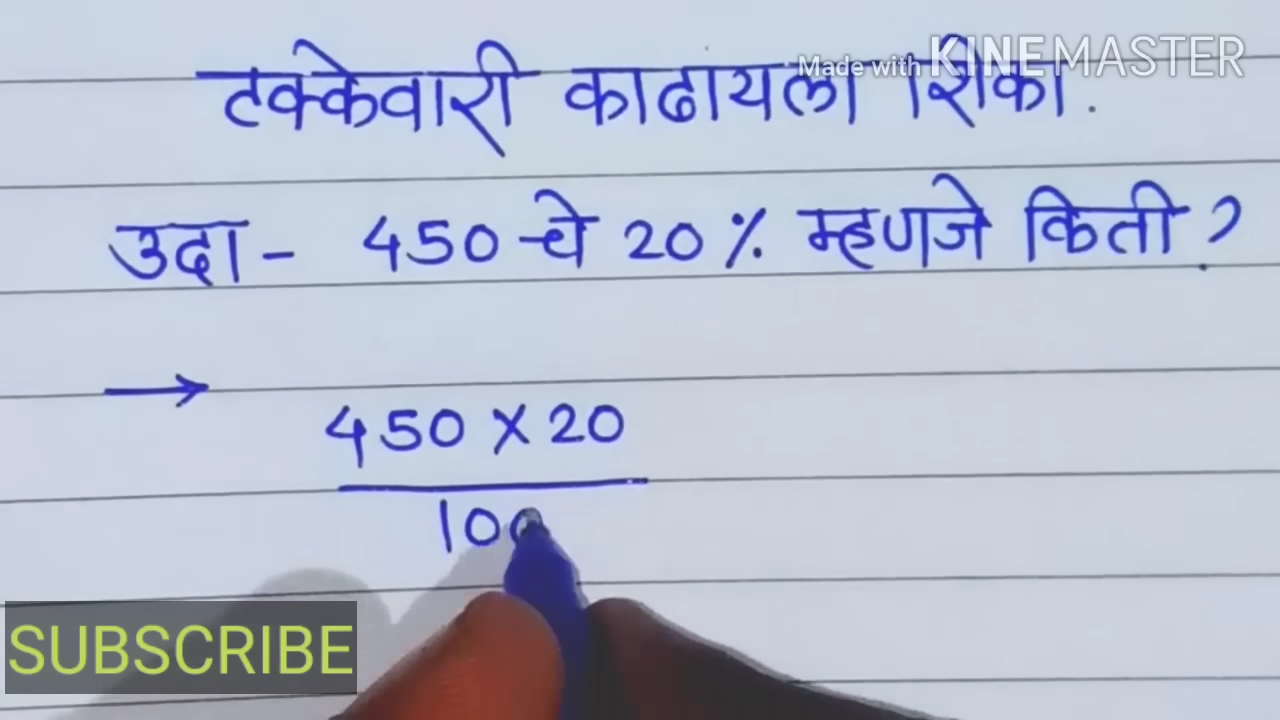 टक्केवारी काढायला शिका.
Made with KINEMASTER
उदा - 450 चे 20 % म्हणजे किती ?
→ 450 × 20
100
SUBSCRIBE